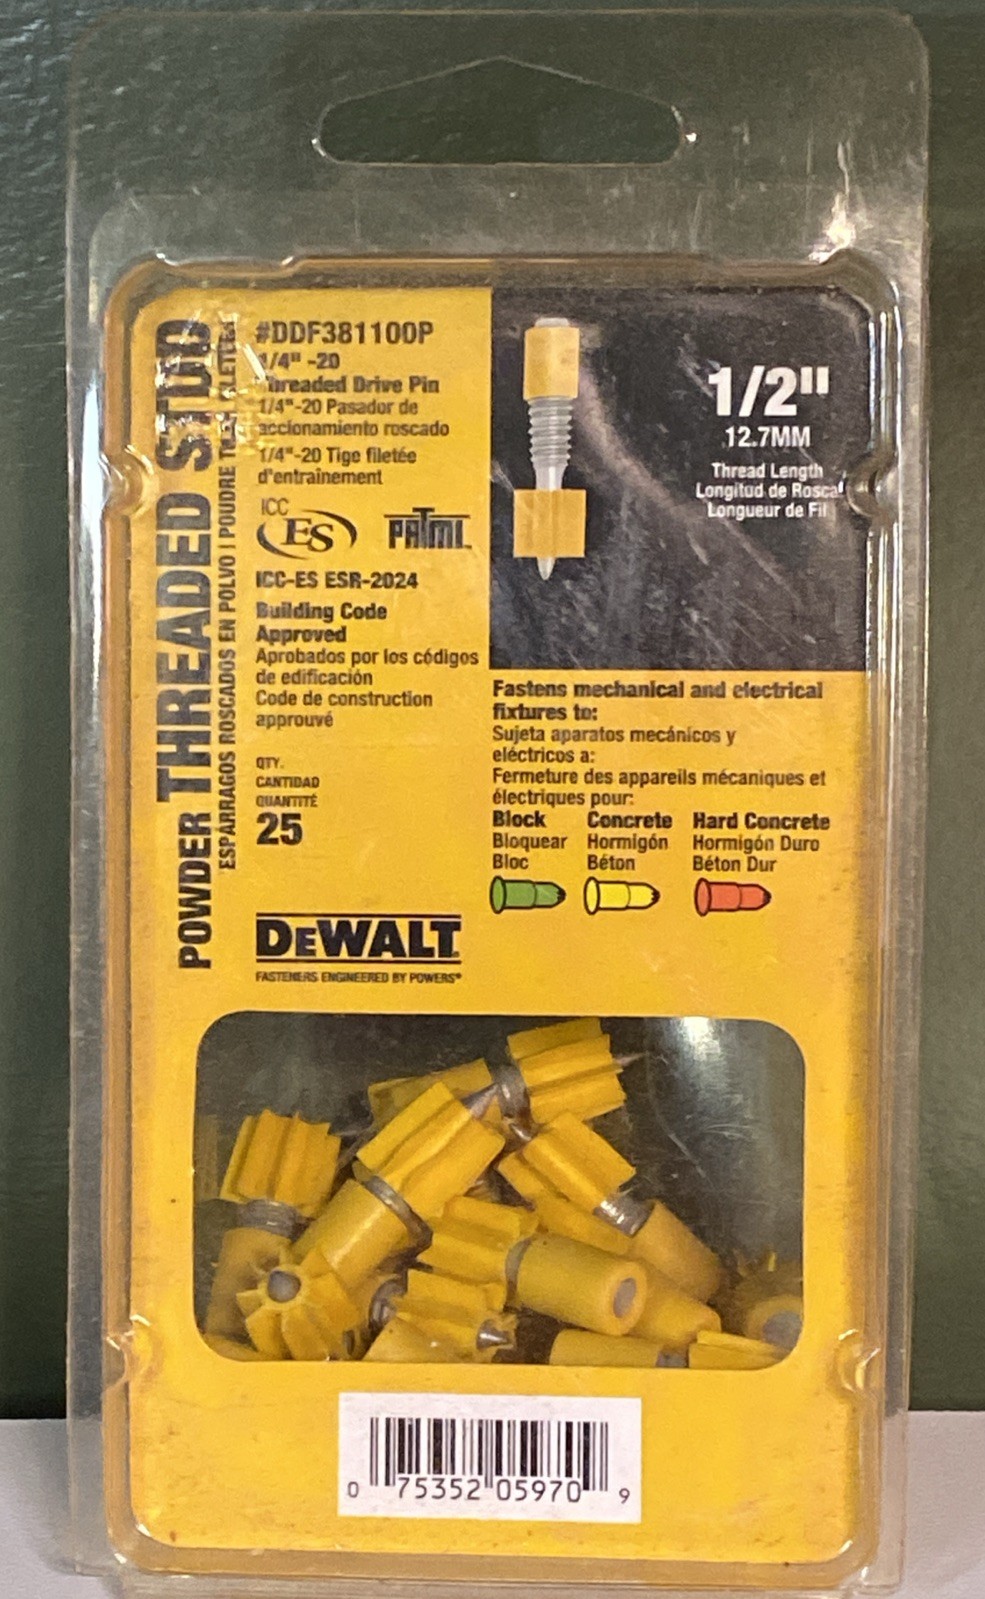 POWDER THREADED STUD
ESPÁRRAGOS ROSCADOS EN POLVO | POUDRE
#DDF381100P
1/4" -20
Threaded Drive Pin
1/4"-20 Pasador de
accionamiento roscado
1/4"-20 Tige filetée
d'entraînement
ICC
ES
PATMI
ICC-ES ESR-2024
Building Code
Approved
Aprobados por los códigos
de edificación
Code de construction
approuvé
QTY.
CANTIDAD
QUANTITÉ
25
DEWALT
FASTENERS ENGINEERED BY POWERS®
1/2"
12.7MM
Thread Length
Longitud de Rosca
Longueur de Fil
Fastens mechanical and electrical
fixtures to:
Sujeta aparatos mecánicos y
eléctricos a:
Fermeture des appareils mécaniques et
électriques pour:
Block Concrete Hard Concrete
Bloquear Hormigón Hormigón Duro
Bloc Béton Béton Dur
0 75352 05970 9